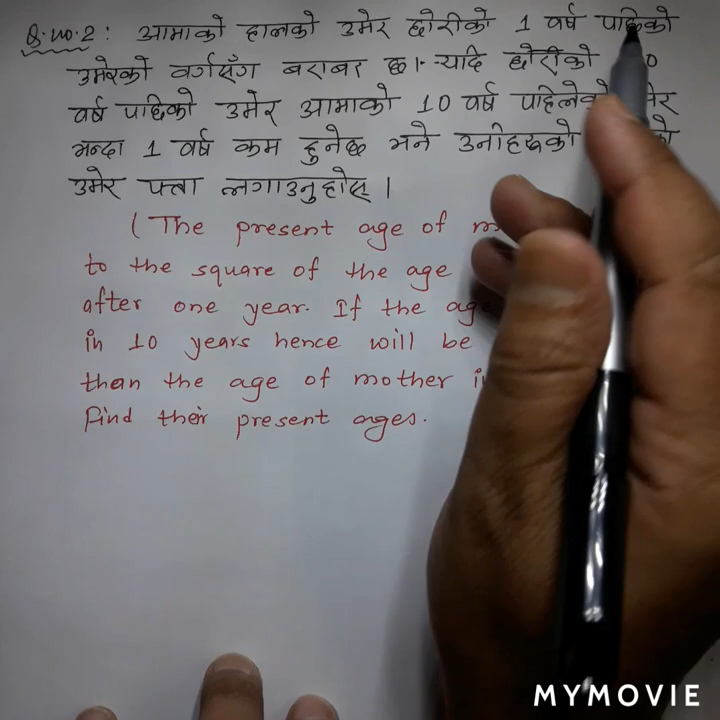 Q.no.2: आमाको हालको उमेर छोरीको 1 वर्ष पाछिको
उमेरको वर्गसँग बराबर छ। यदि छोरीको
वर्ष पाछिको उमेर आमाको 10 वर्ष पहिलेको
भन्दा 1 वर्ष कम हुनेछ भने उनीहरुको
उमेर पत्ता लगाउनुहोस् ।
(The present age of
to the square of the age
after one year. If the age
in 10 years hence will be
than the age of mother
find their present ages.
MYMOVIE